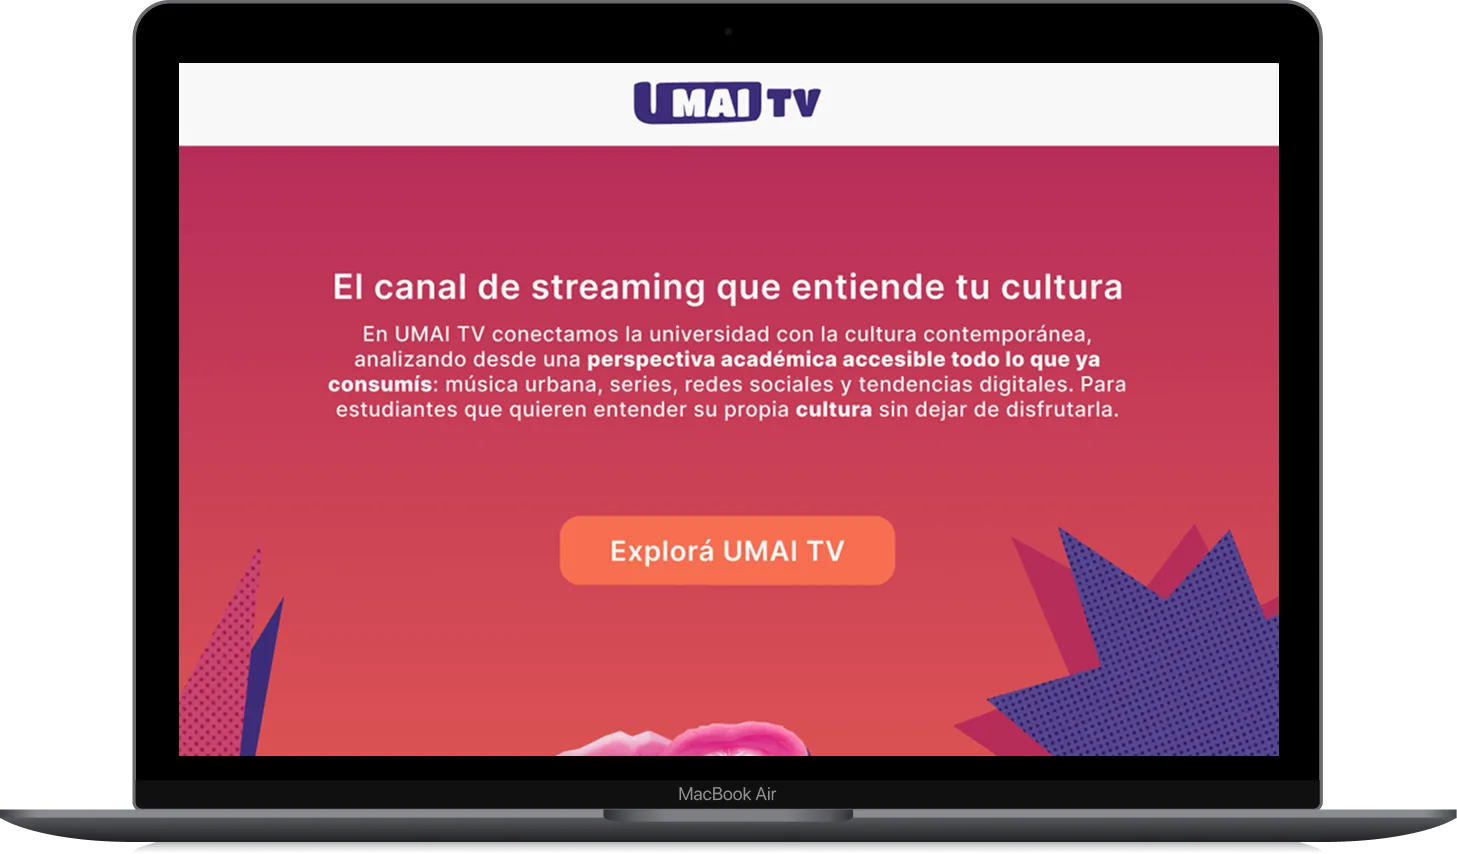 UMAI TV
El canal de streaming que entiende tu cultura
En UMAI TV conectamos la universidad con la cultura contemporánea,
analizando desde una perspectiva académica accesible todo lo que ya
consumís: música urbana, series, redes sociales y tendencias digitales. Para
estudiantes que quieren entender su propia cultura sin dejar de disfrutarla.
Explorá UMAI TV
MacBook Air